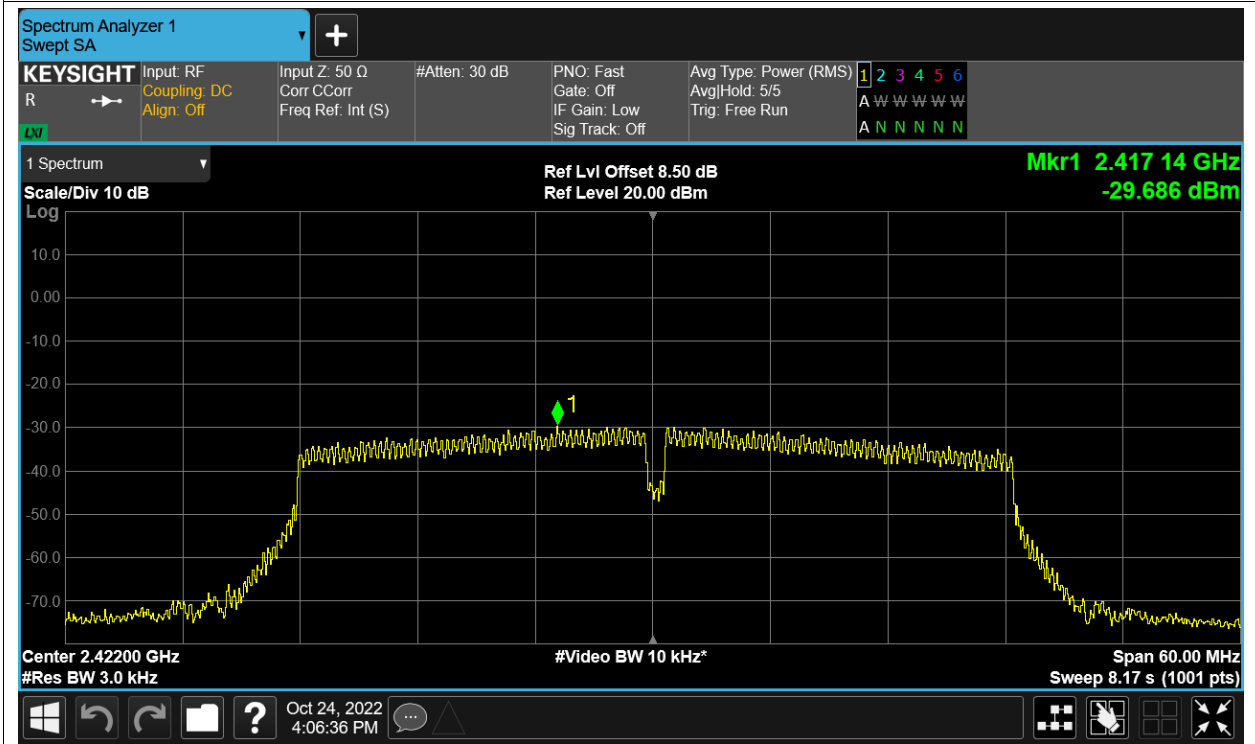 Spectrum Analyzer 1
Swept SA
+
KEYSIGHT
R
LXI
Input: RF
Coupling: DC
Align: Off
Input Z: 50 Ω
Corr CCorr
Freq Ref: Int (S)
#Atten: 30 dB
PNO: Fast
Gate: Off
IF Gain: Low
Sig Track: Off
Avg Type: Power (RMS)
Avg|Hold: 5/5
Trig: Free Run
1 2 3 4 5 6
A W W W W W
A N N N N N
1 Spectrum
Scale/Div 10 dB
Log
Ref Lvl Offset 8.50 dB
Ref Level 20.00 dBm
Mkr1 2.417 14 GHz
-29.686 dBm
10.0
0.00
-10.0
-20.0
1
-30.0
-40.0
-50.0
-60.0
-70.0
Center 2.42200 GHz
#Res BW 3.0 kHz
#Video BW 10 kHz*
Span 60.00 MHz
Sweep 8.17 s (1001 pts)
?
Oct 24, 2022
4:06:36 PM